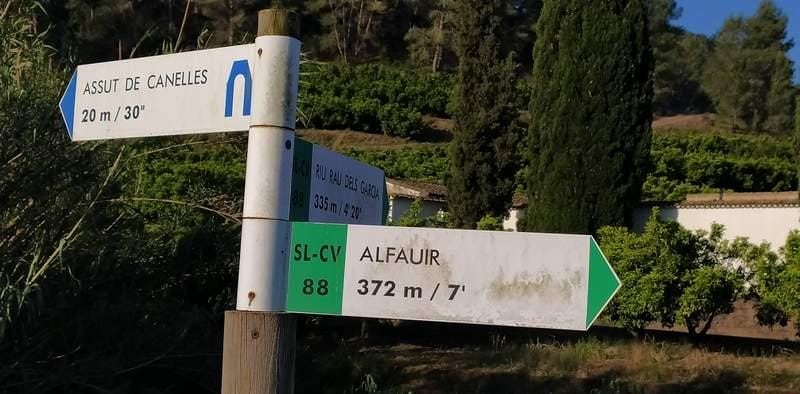 ASSUT DE CANELLES
20 m / 30"
SL-CV
88
RIU RAU DELS GARCIA
335 m / 4' 20"
SL-CV
88
ALFAUIR
372 m / 7'